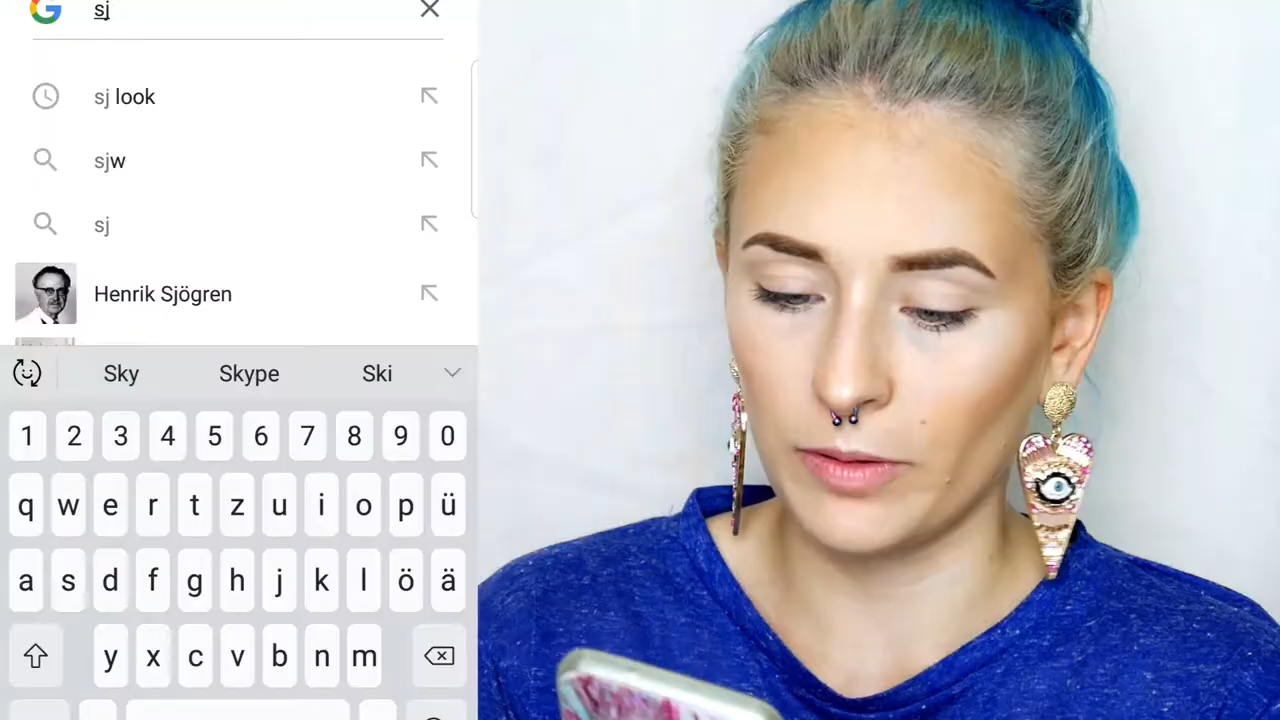 sj
sj look
sjw
sj
Henrik Sjögren
Sky Skype Ski
1 2 3 4 5 6 7 8 9 0
q w e r t z u i o p ü
a s d f g h j k l ö ä
y x c v b n m